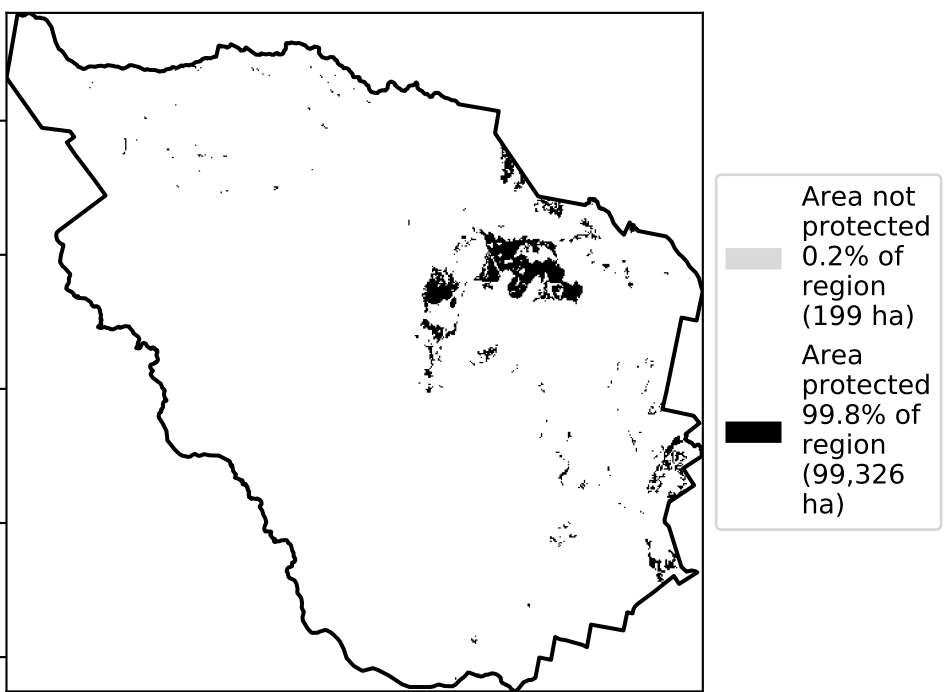 Area not
protected
0.2% of
region
(199 ha)
Area
protected
99.8% of
region
(99,326
ha)